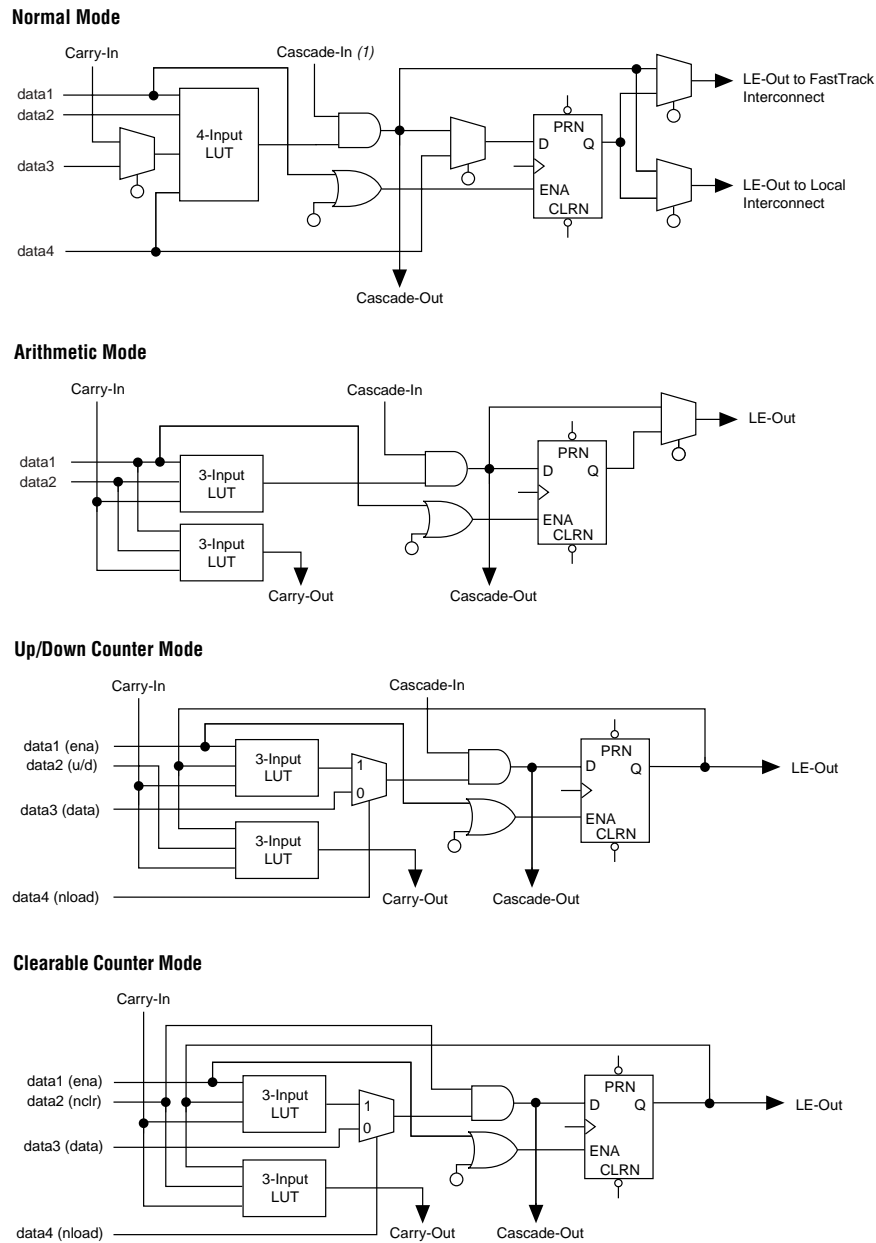 Normal Mode
Carry-In
Cascade-In (1)
data1
data2
4-Input
LUT
data3
data4
PRN
D
Q
ENA
CLRN
LE-Out to FastTrack
Interconnect
LE-Out to Local
Interconnect
Cascade-Out
Arithmetic Mode
Carry-In
Cascade-In
data1
data2
3-Input
LUT
3-Input
LUT
PRN
D
Q
ENA
CLRN
LE-Out
Carry-Out
Cascade-Out
Up/Down Counter Mode
Carry-In
Cascade-In
data1 (ena)
data2 (u/d)
data3 (data)
data4 (nload)
3-Input
LUT
1
0
3-Input
LUT
PRN
D
Q
ENA
CLRN
LE-Out
Carry-Out
Cascade-Out
Clearable Counter Mode
Carry-In
data1 (ena)
data2 (nclr)
data3 (data)
data4 (nload)
3-Input
LUT
1
0
3-Input
LUT
PRN
D
Q
ENA
CLRN
LE-Out
Carry-Out
Cascade-Out